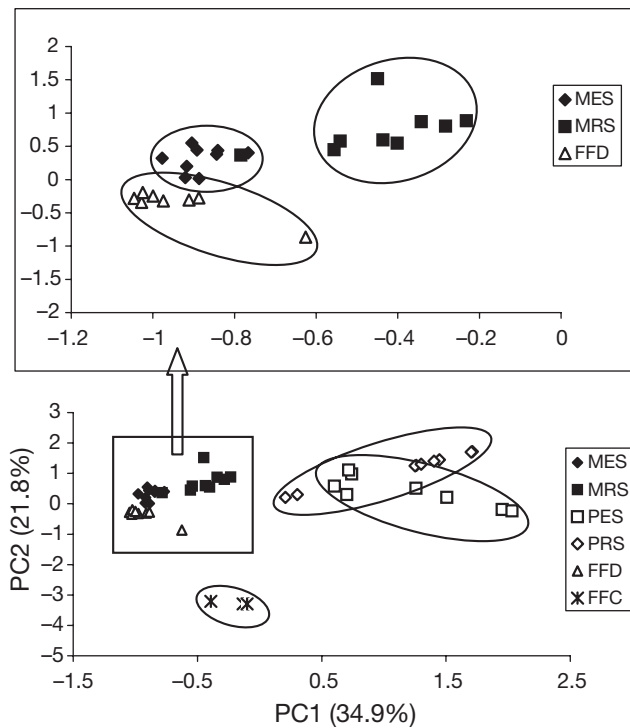 2
1.5
1
0.5
0
−0.5
−1
−1.5
−2
−1.2 −1 −0.8 −0.6 −0.4 −0.2 0
MES
MRS
FFD
3
2
1
0
−1
−2
−3
−4
−5
−1.5 −0.5 0.5 1.5 2.5
PC2 (21.8%)
PC1 (34.9%)
MES
MRS
PES
PRS
FFD
FFC